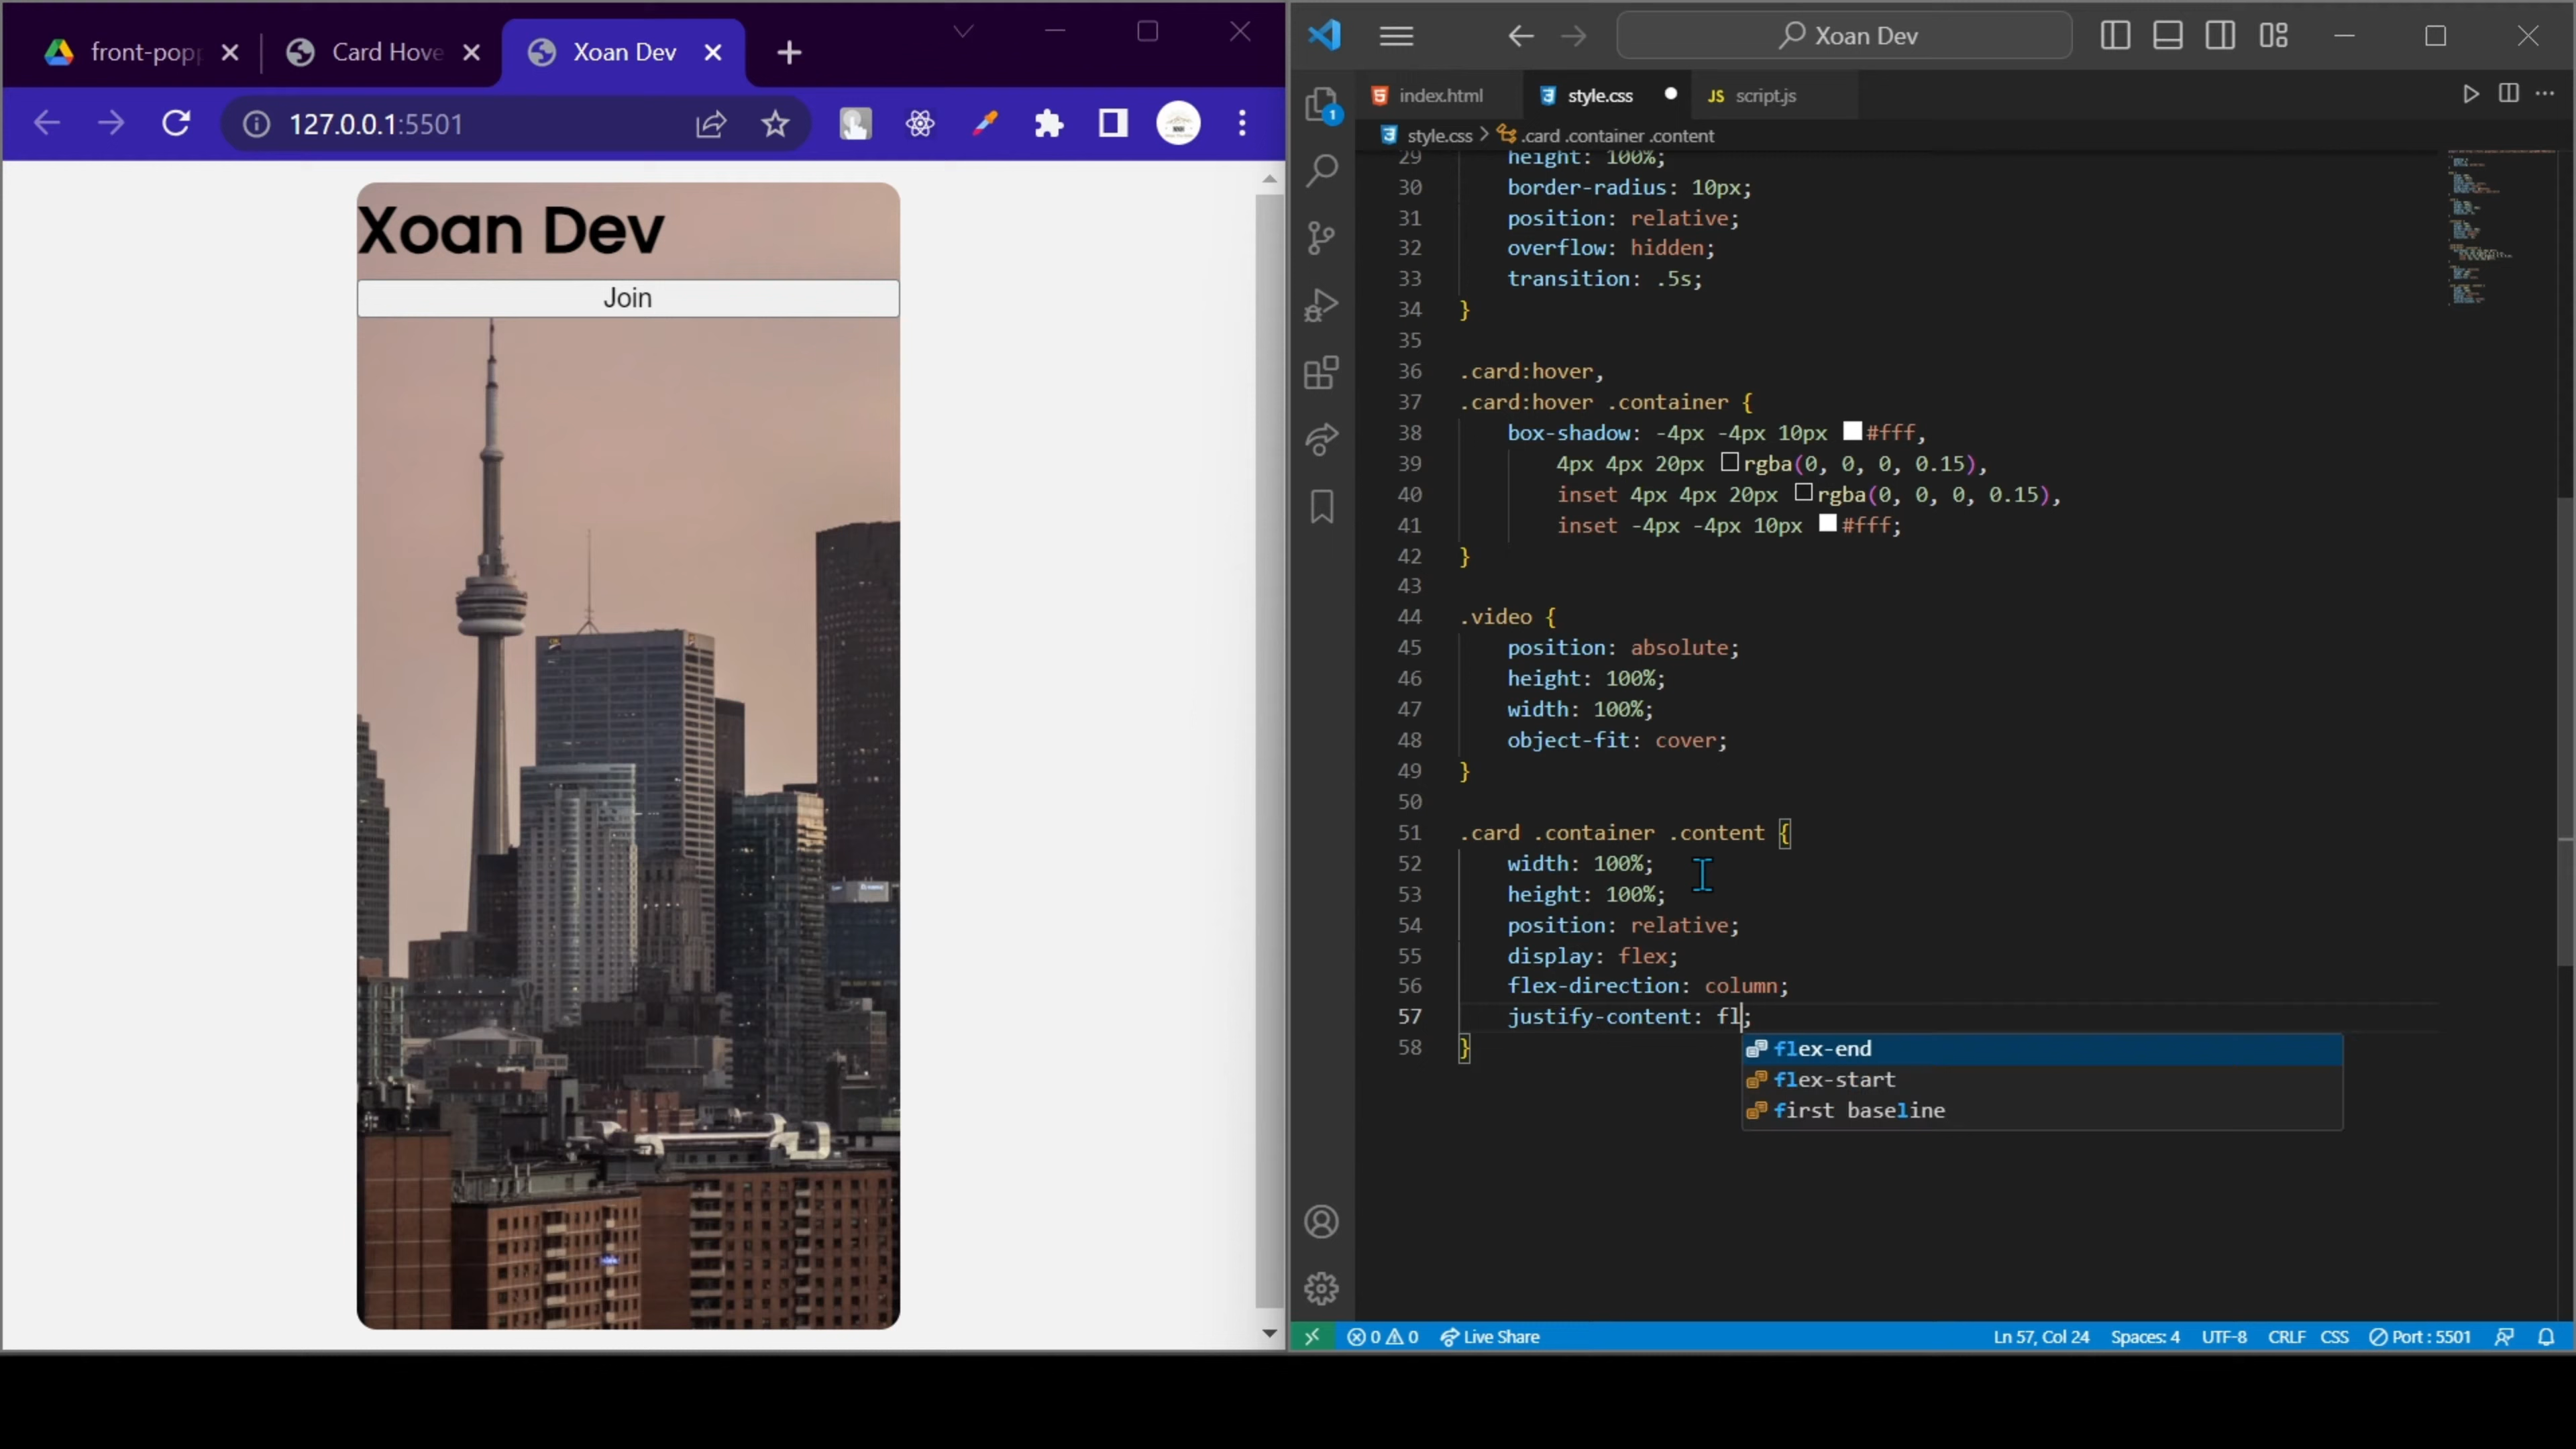 front-popp
Card Hove
Xoan Dev
127.0.0.1:5501
Xoan Dev
Join
Xoan Dev
1
index.html
style.css
JS script.js
style.css > .card .container .content
29 height: 100%;
30 border-radius: 10px;
31 position: relative;
32 overflow: hidden;
33 transition: .5s;
34 }
35
36 .card:hover,
37 .card:hover .container {
38 box-shadow: -4px -4px 10px #fff,
39 4px 4px 20px rgba(0, 0, 0, 0.15),
40 inset 4px 4px 20px rgba(0, 0, 0, 0.15),
41 inset -4px -4px 10px #fff;
42 }
43
44 .video {
45 position: absolute;
46 height: 100%;
47 width: 100%;
48 object-fit: cover;
49 }
50
51 .card .container .content {
52 width: 100%;
53 height: 100%;
54 position: relative;
55 display: flex;
56 flex-direction: column;
57 justify-content: fl;
58 }
flex-end
flex-start
first baseline
0 0 Live Share
Ln 57, Col 24 Spaces: 4 UTF-8 CRLF CSS Port : 5501